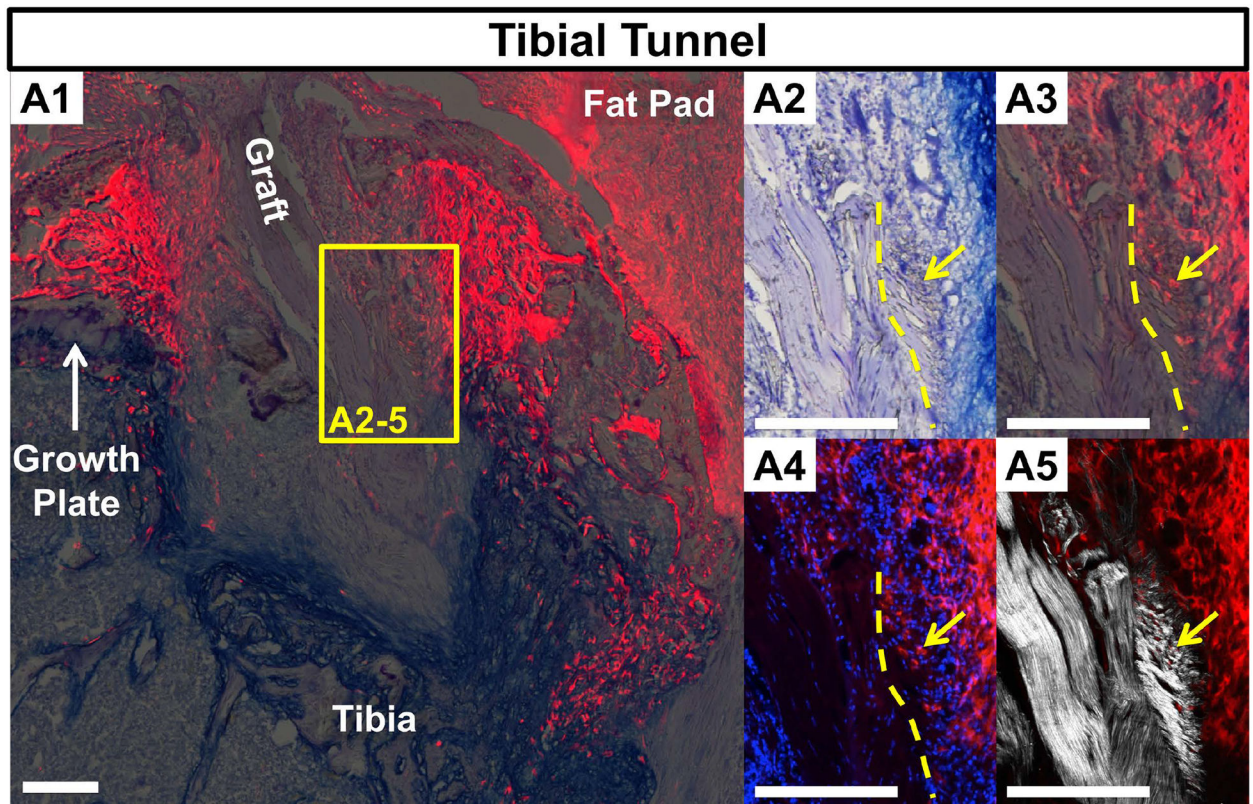 Tibial Tunnel
A1
Fat Pad
Graft
A2-5
Growth
Plate
Tibia
A2
A3
A4
A5